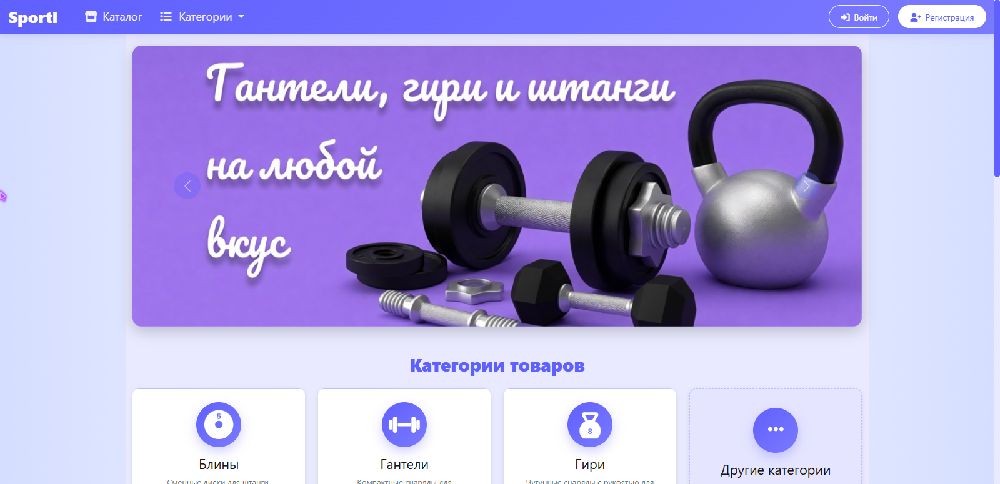 Sportl
Каталог
Категории
Войти
Регистрация
Гантели, гири и штанги
на любой
вкус
Категории товаров
5
8
Блины
Гантели
Гири
Другие категории
Сменные диски для штанги
Компактные снаряды для
Чугунные снаряды с рукоятью для